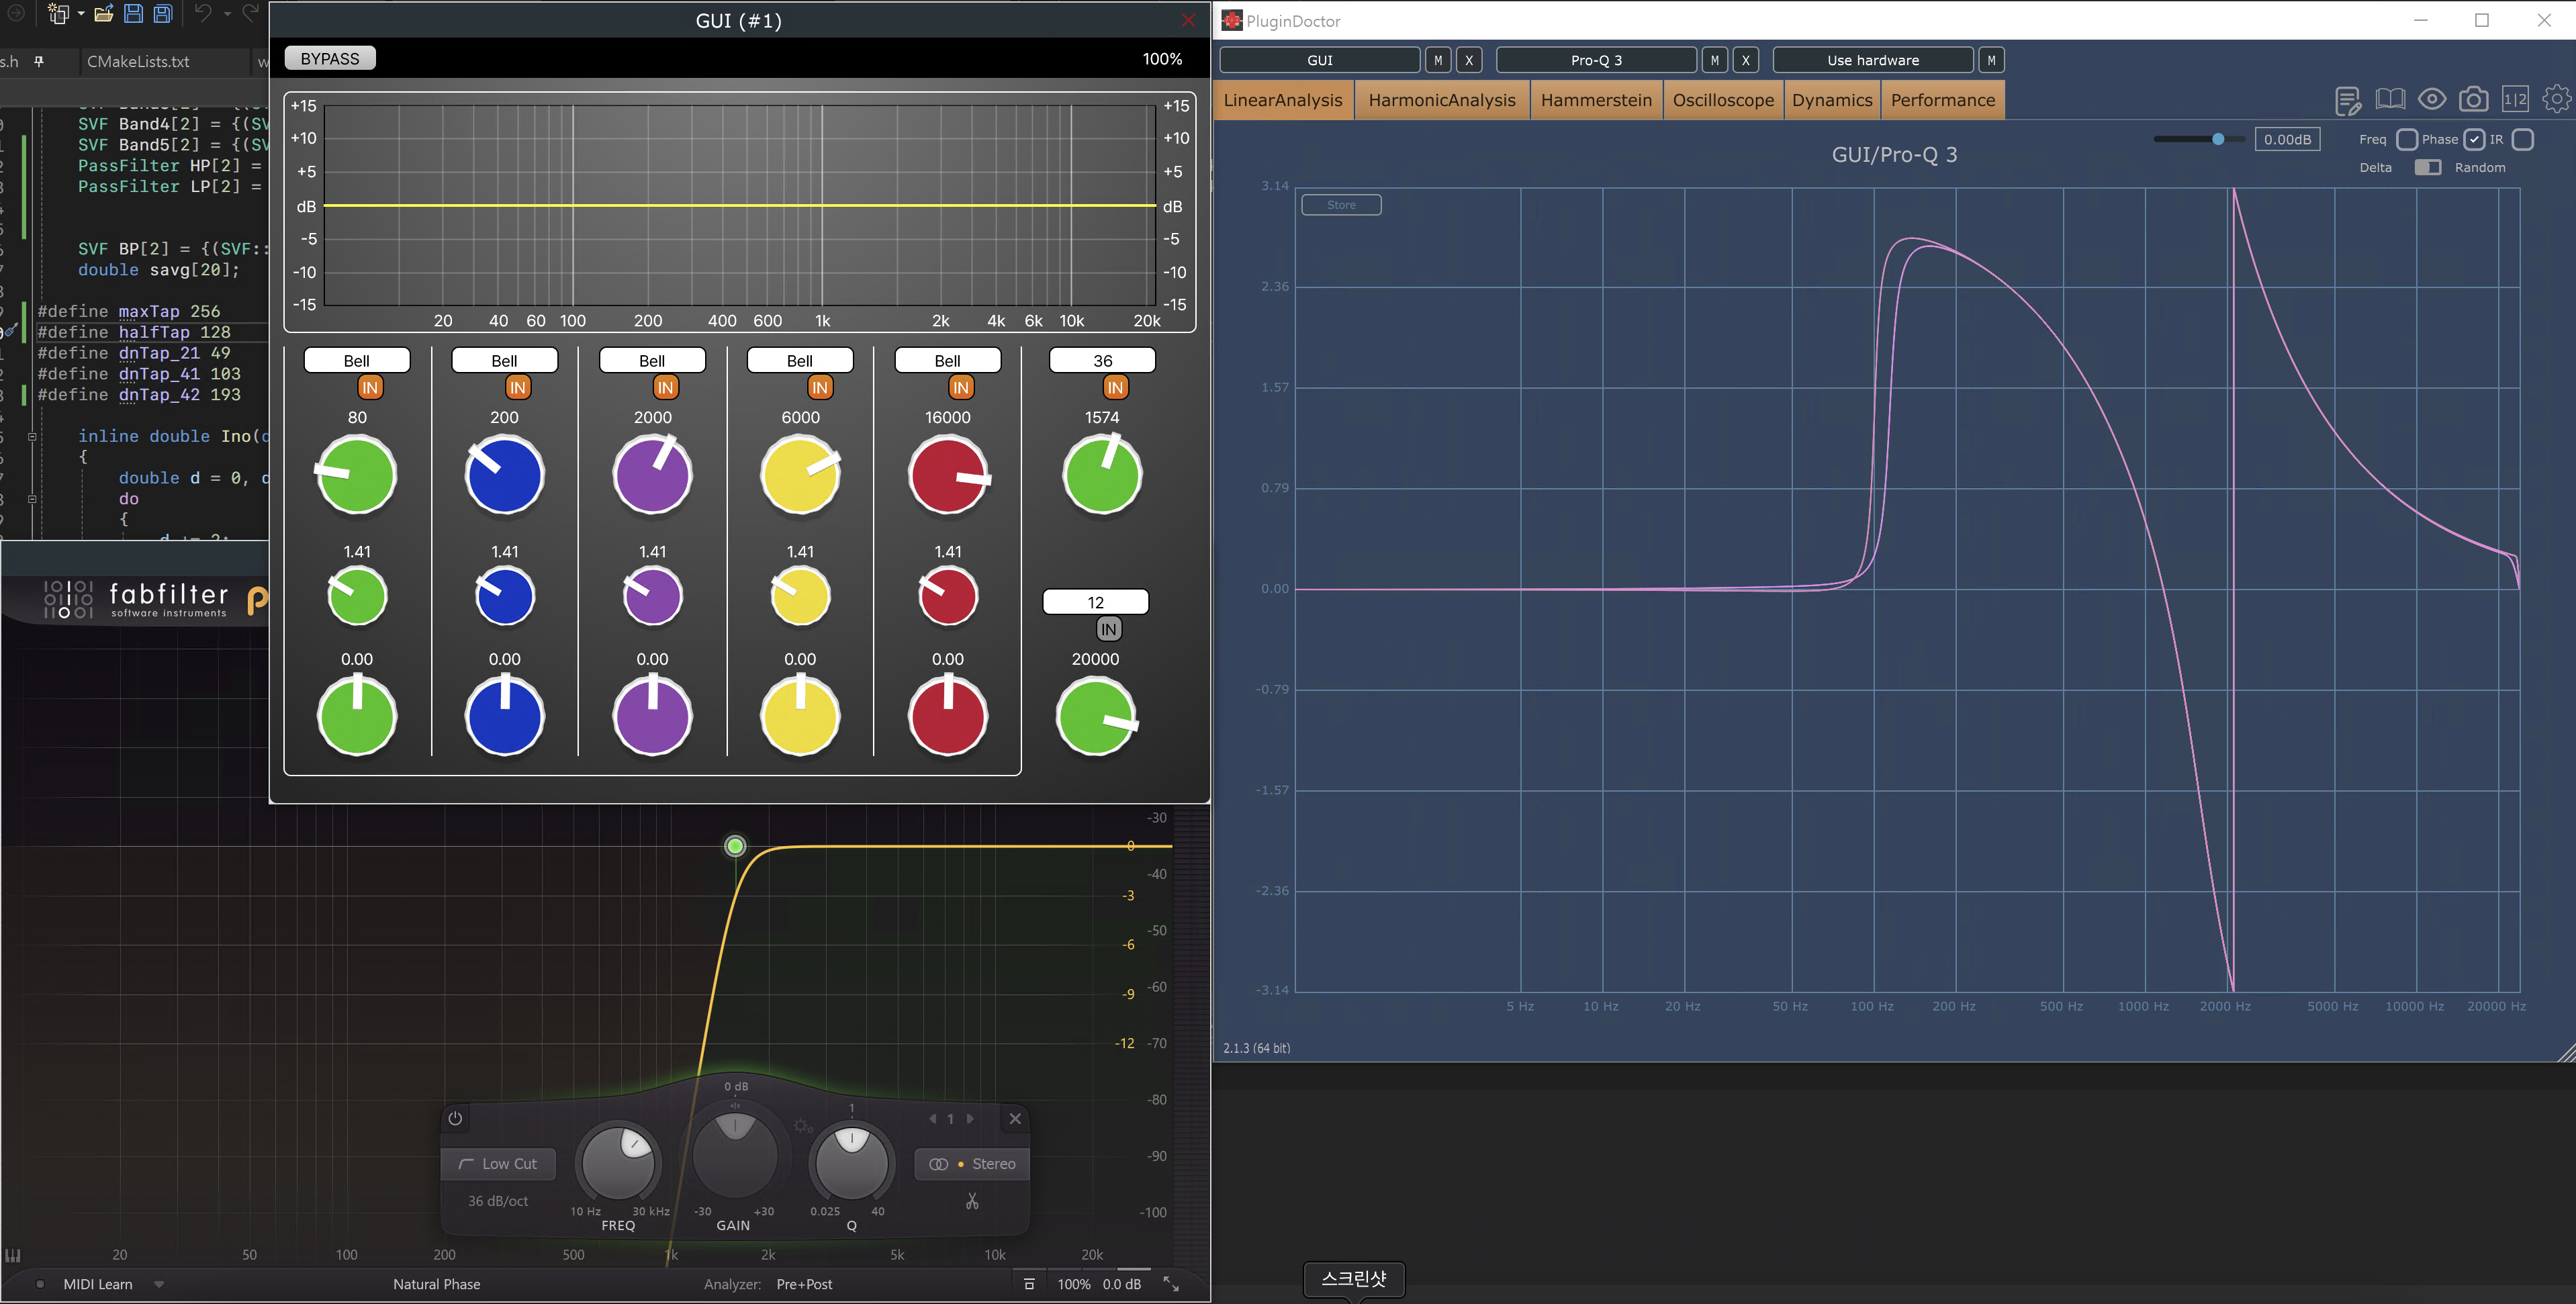 s.h
CMakeLists.txt
SVF Band4[2] = {(SV
SVF Band5[2] = {(SV
PassFilter HP[2] =
PassFilter LP[2] =
SVF BP[2] = {(SVF::
double savg[20];
#define maxTap 256
#define halfTap 128
#define dnTap_21 49
#define dnTap_41 103
#define dnTap_42 193
inline double Ino(d
{
double d = 0, d
do
{
GUI (#1)
BYPASS
100%
+15 +15
+10 +10
+5 +5
dB dB
-5 -5
-10 -10
-15 -15
20 40 60 100 200 400 600 1k 2k 4k 6k 10k 20k
Bell Bell Bell Bell Bell 36
IN IN IN IN IN IN
80 200 2000 6000 16000 1574
1.41 1.41 1.41 1.41 1.41
12
IN
0.00 0.00 0.00 0.00 0.00 20000
fabfilter
software instruments
-30
0
-40
-3
-50
-6
-60
-9
-12 -70
-80
-90
-100
0 dB
1
1
Low Cut
Stereo
36 dB/oct
10 Hz 30 kHz -30 +30 0.025 40
FREQ GAIN Q
20 50 100 200 500 1k 2k 5k 10k 20k
MIDI Learn Natural Phase Analyzer: Pre+Post 100% 0.0 dB
PluginDoctor
GUI M X Pro-Q 3 M X Use hardware M
LinearAnalysis HarmonicAnalysis Hammerstein Oscilloscope Dynamics Performance
1|2
0.00dB
Freq Phase IR
Delta Random
GUI/Pro-Q 3
Store
3.14
2.36
1.57
0.79
0.00
-0.79
-1.57
-2.36
-3.14
5 Hz 10 Hz 20 Hz 50 Hz 100 Hz 200 Hz 500 Hz 1000 Hz 2000 Hz 5000 Hz 10000 Hz 20000 Hz
2.1.3 (64 bit)
스크린샷